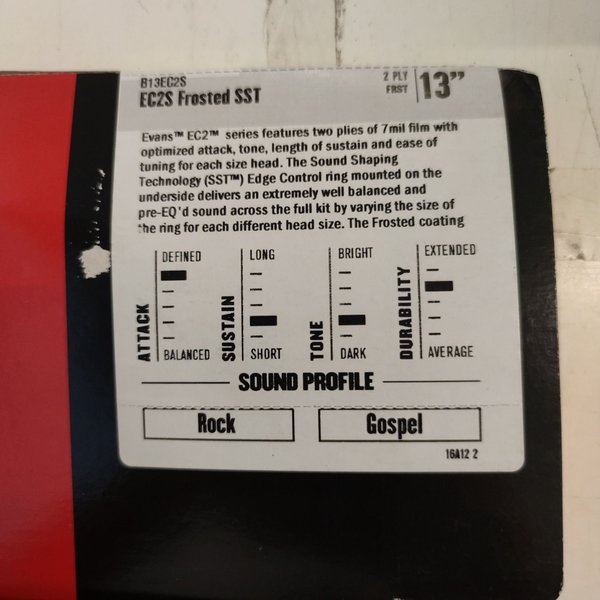 B13EC2S
EC2S Frosted SST
2 PLY
FRST
13”
Evans™ EC2™ series features two plies of 7mil film with
optimized attack, tone, length of sustain and ease of
tuning for each size head. The Sound Shaping
Technology (SST™) Edge Control ring mounted on the
underside delivers an extremely well balanced and
pre-EQ'd sound across the full kit by varying the size of
the ring for each different head size. The Frosted coating
ATTACK
DEFINED
BALANCED
SUSTAIN
LONG
SHORT
TONE
BRIGHT
DARK
DURABILITY
EXTENDED
AVERAGE
SOUND PROFILE
Rock
Gospel
16A12 2